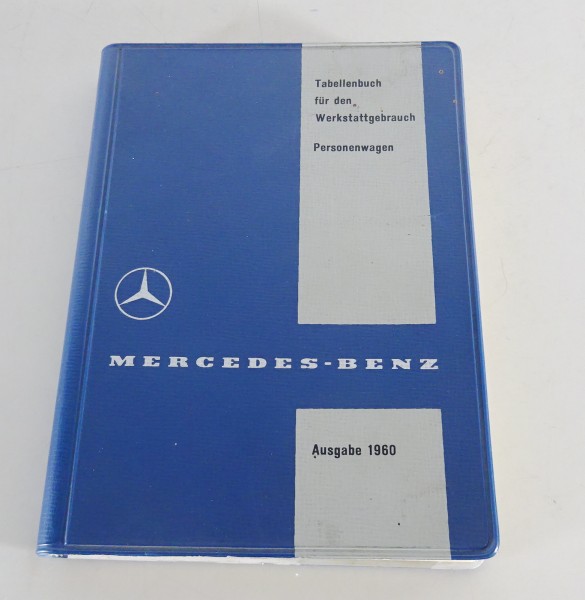 Tabellenbuch
für den
Werkstattgebrauch
Personenwagen
MERCEDES-BENZ
Ausgabe 1960